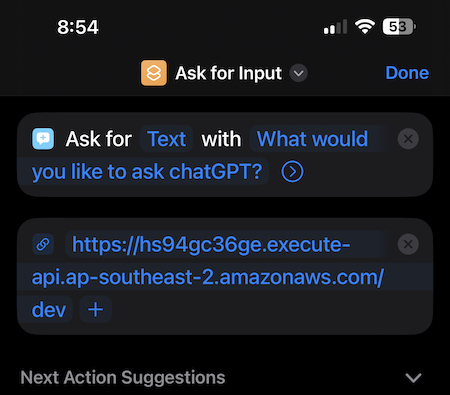 8:54
53
Ask for Input
Done
Ask for Text with What would
you like to ask chatGPT?
https://hs94gc36ge.execute-
api.ap-southeast-2.amazonaws.com/
dev +
Next Action Suggestions